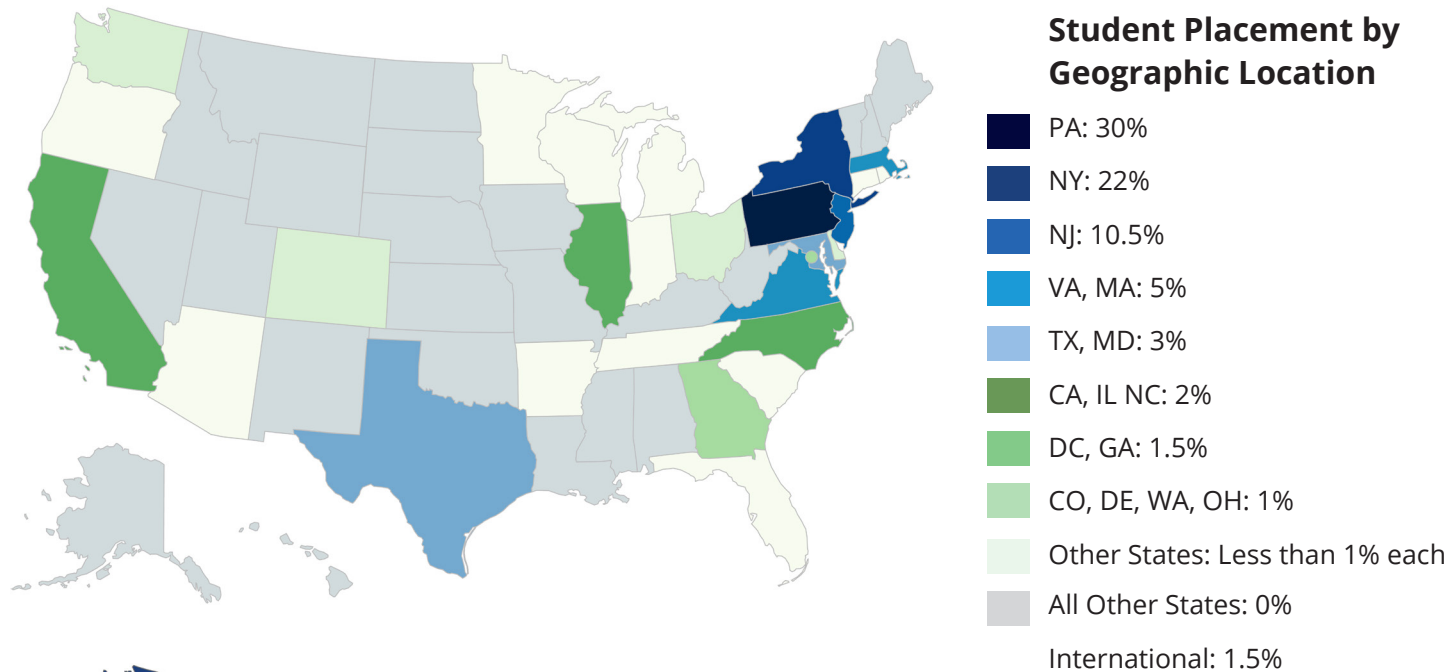 Student Placement by
Geographic Location
PA: 30%
NY: 22%
NJ: 10.5%
VA, MA: 5%
TX, MD: 3%
CA, IL NC: 2%
DC, GA: 1.5%
CO, DE, WA, OH: 1%
Other States: Less than 1% each
All Other States: 0%
International: 1.5%